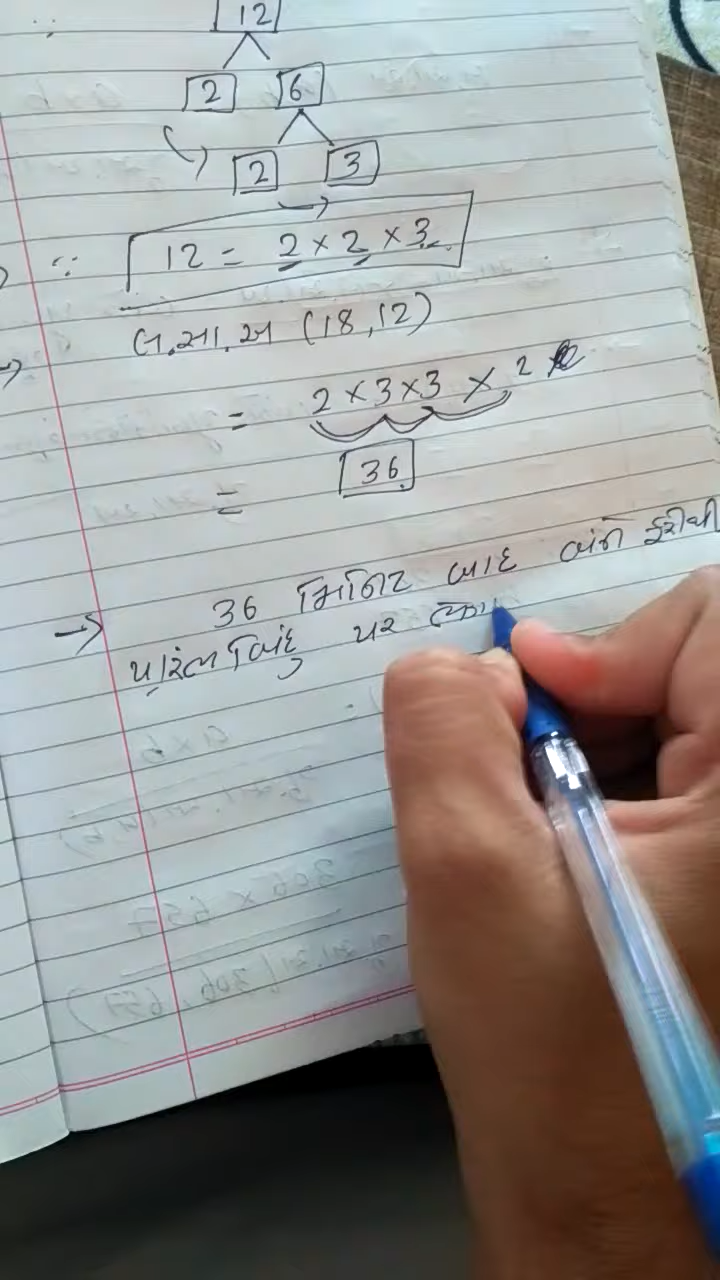 12
2 6
2 3
∵ 12 = 2 × 2 × 3
લ.સા.અ (18,12)
= 2 × 3 × 3 × 2
= 36
→ 36 મિનિટ બાદ બંને ફરીથી
પ્રારંભબિંદુ પર